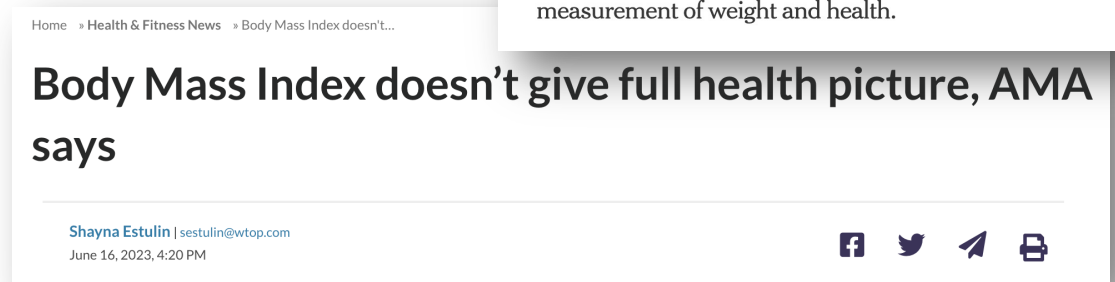 measurement of weight and health.
Home » Health & Fitness News » Body Mass Index doesn't...
Body Mass Index doesn’t give full health picture, AMA
says
Shayna Estulin | sestulin@wtop.com
June 16, 2023, 4:20 PM